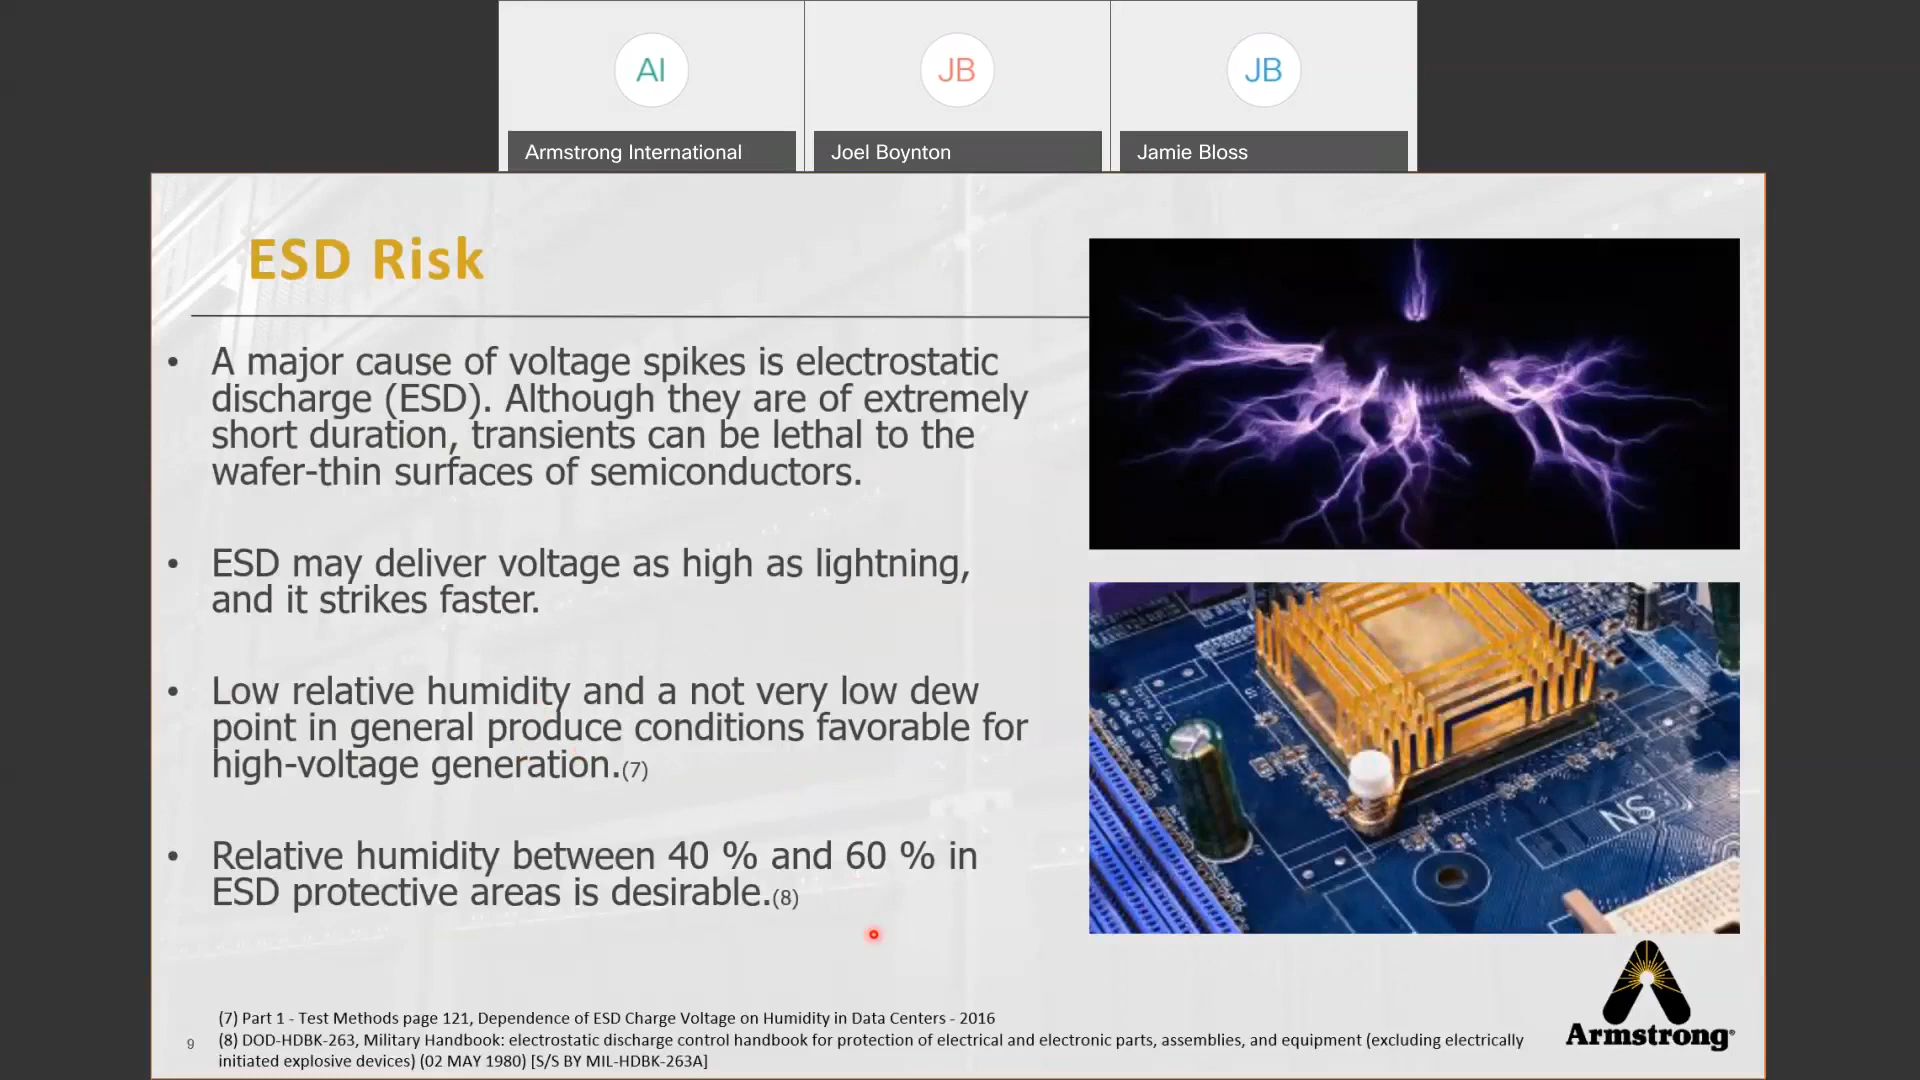 AI
JB
JB
Armstrong International
Joel Boynton
Jamie Bloss
ESD Risk
• A major cause of voltage spikes is electrostatic
discharge (ESD). Although they are of extremely
short duration, transients can be lethal to the
wafer-thin surfaces of semiconductors.
• ESD may deliver voltage as high as lightning,
and it strikes faster.
• Low relative humidity and a not very low dew
point in general produce conditions favorable for
high-voltage generation.(7)
• Relative humidity between 40 % and 60 % in
ESD protective areas is desirable.(8)
SN
Armstrong®
(7) Part 1 - Test Methods page 121, Dependence of ESD Charge Voltage on Humidity in Data Centers - 2016
9
(8) DOD-HDBK-263, Military Handbook: electrostatic discharge control handbook for protection of electrical and electronic parts, assemblies, and equipment (excluding electrically
initiated explosive devices) (02 MAY 1980) [S/S BY MIL-HDBK-263A]